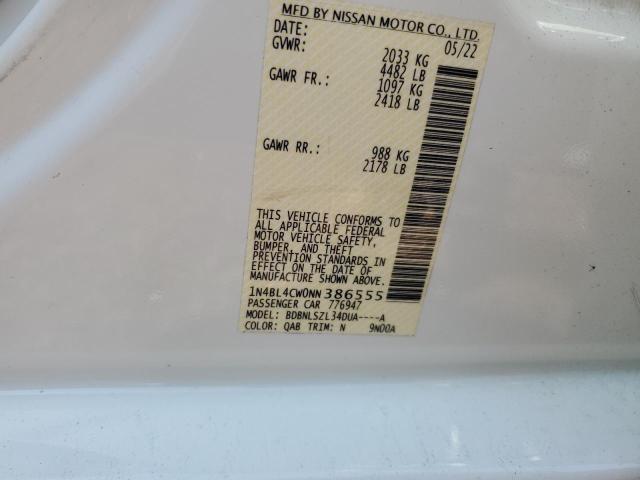 MFD BY NISSAN MOTOR CO., LTD.
DATE: 05/22
GVWR: 2033 KG
4482 LB
GAWR FR.: 1097 KG
2418 LB
GAWR RR.: 988 KG
2178 LB
THIS VEHICLE CONFORMS TO
ALL APPLICABLE FEDERAL
MOTOR VEHICLE SAFETY,
BUMPER, AND THEFT
PREVENTION STANDARDS IN
EFFECT ON THE DATE OF
MANUFACTURE SHOWN ABOVE.
1N4BL4CW0NN386555
PASSENGER CAR 776947
MODEL: BDBNLSZL34DUA----A
COLOR: QAB TRIM: N 9N00A